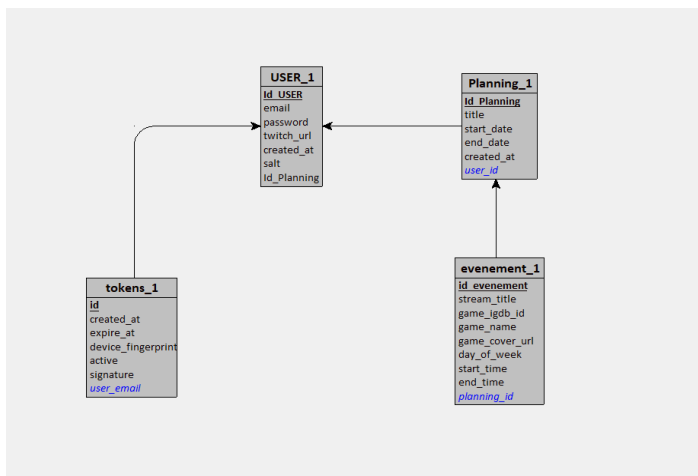 USER_1
Id_USER
email
password
twitch_url
created_at
salt
Id_Planning
Planning_1
Id_Planning
title
start_date
end_date
created_at
user_id
tokens_1
id
created_at
expire_at
device_fingerprint
active
signature
user_email
evenement_1
id_evenement
stream_title
game_igdb_id
game_name
game_cover_url
day_of_week
start_time
end_time
planning_id